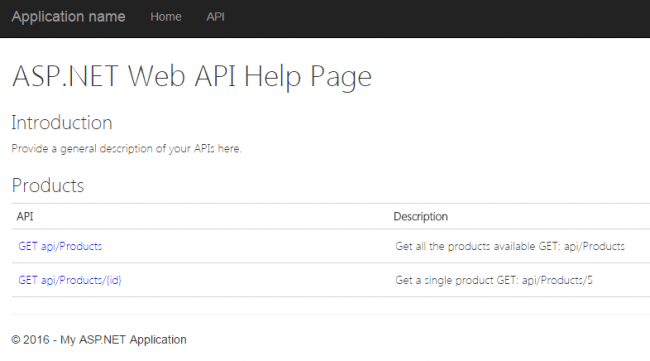 Application name Home API
ASP.NET Web API Help Page
Introduction
Provide a general description of your APIs here.
Products
API Description
GET api/Products Get all the products available GET: api/Products
GET api/Products/{id} Get a single product GET: api/Products/5
© 2016 - My ASP.NET Application